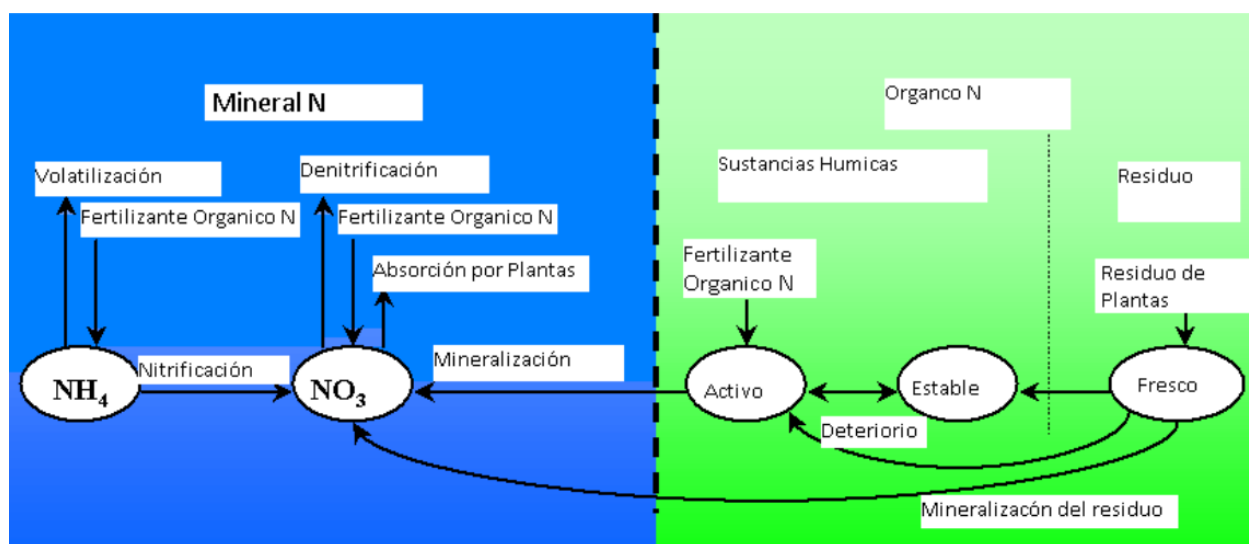 Mineral N
Organco N
Sustancias Humicas
Residuo
Volatilización
Denitrificación
Fertilizante Organico N
Fertilizante Organico N
Absorción por Plantas
Fertilizante
Organico N
Residuo de
Plantas
NH4
Nitrificación
NO3
Mineralización
Activo
Estable
Fresco
Deterioro
Mineralizacón del residuo